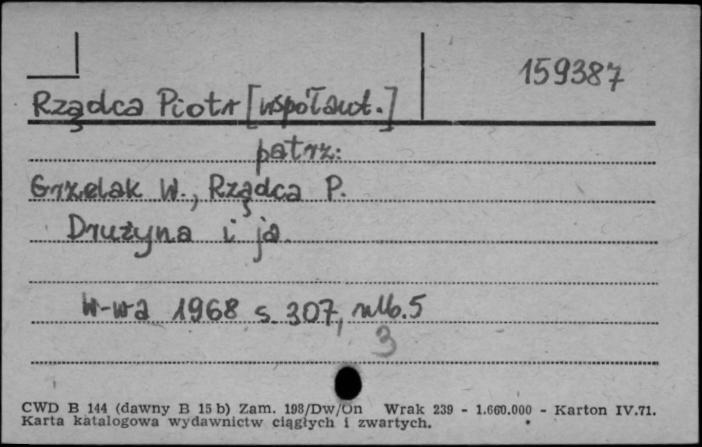 159387
Rządca Piotr [współaut.]
patrz:
Grzelak W., Rządca P.
Drużyna i ja.
W-wa 1968 s. 307, nlb. 5
3
CWD B 144 (dawny B 15 b) Zam. 198/Dw/On Wrak 239 - 1.660.000 - Karton IV.71.
Karta katalogowa wydawnictw ciągłych i zwartych.